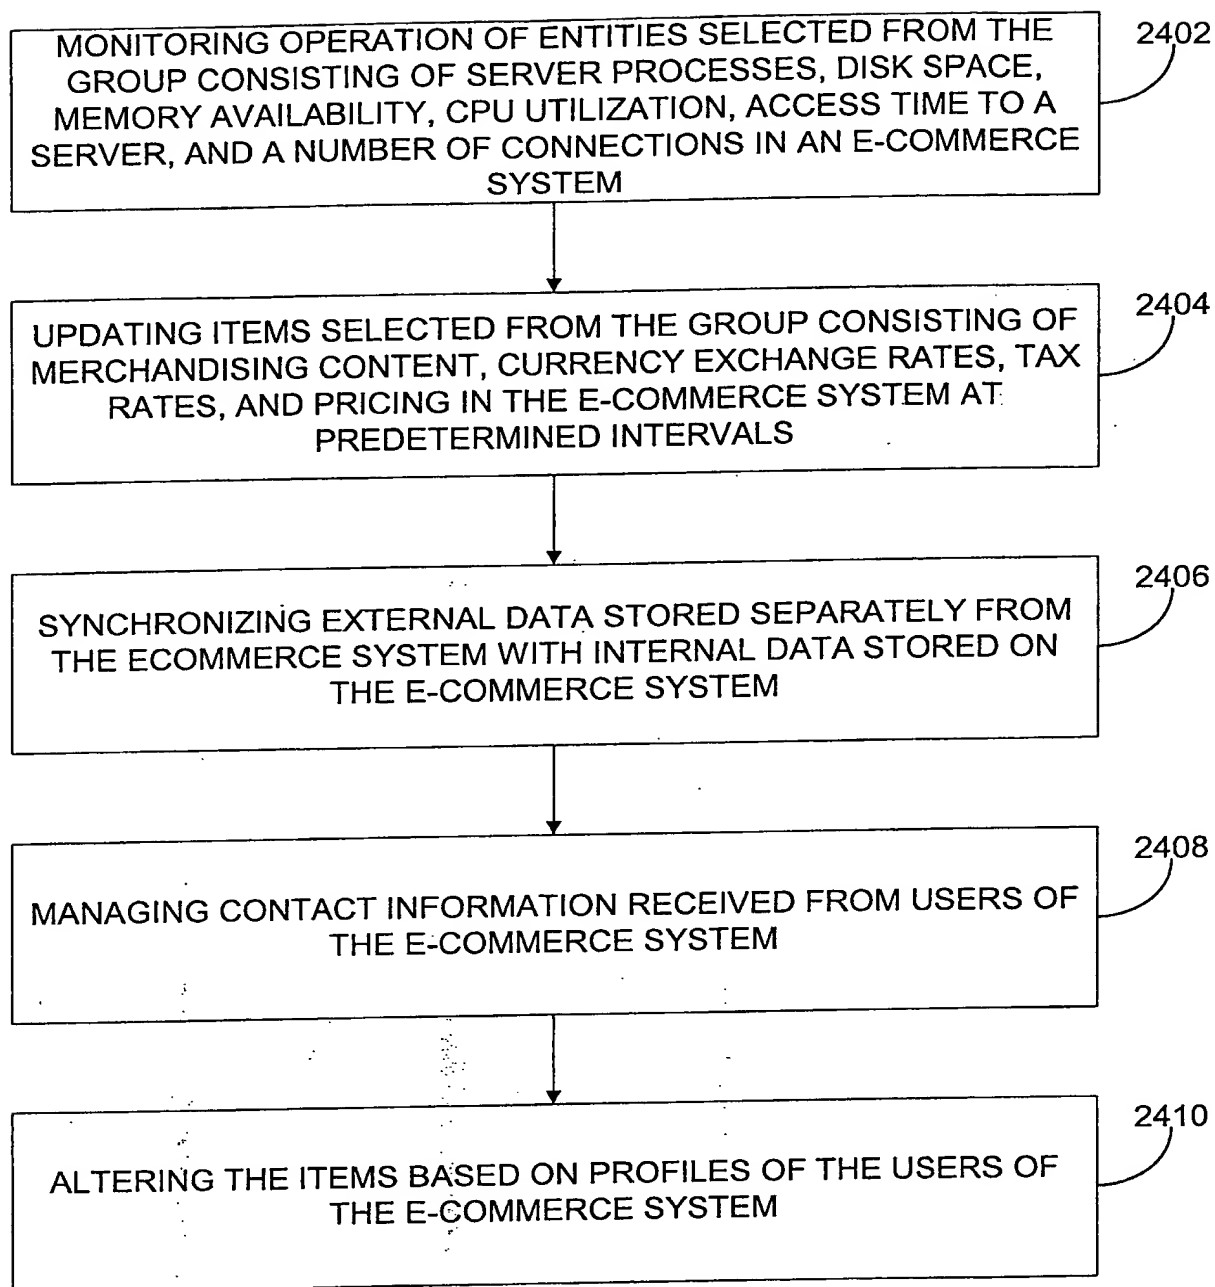 MONITORING OPERATION OF ENTITIES SELECTED FROM THE
GROUP CONSISTING OF SERVER PROCESSES, DISK SPACE,
MEMORY AVAILABILITY, CPU UTILIZATION, ACCESS TIME TO A
SERVER, AND A NUMBER OF CONNECTIONS IN AN E-COMMERCE
SYSTEM
2402
UPDATING ITEMS SELECTED FROM THE GROUP CONSISTING OF
MERCHANDISING CONTENT, CURRENCY EXCHANGE RATES, TAX
RATES, AND PRICING IN THE E-COMMERCE SYSTEM AT
PREDETERMINED INTERVALS
2404
SYNCHRONIZING EXTERNAL DATA STORED SEPARATELY FROM
THE ECOMMERCE SYSTEM WITH INTERNAL DATA STORED ON
THE E-COMMERCE SYSTEM
2406
MANAGING CONTACT INFORMATION RECEIVED FROM USERS OF
THE E-COMMERCE SYSTEM
2408
ALTERING THE ITEMS BASED ON PROFILES OF THE USERS OF
THE E-COMMERCE SYSTEM
2410